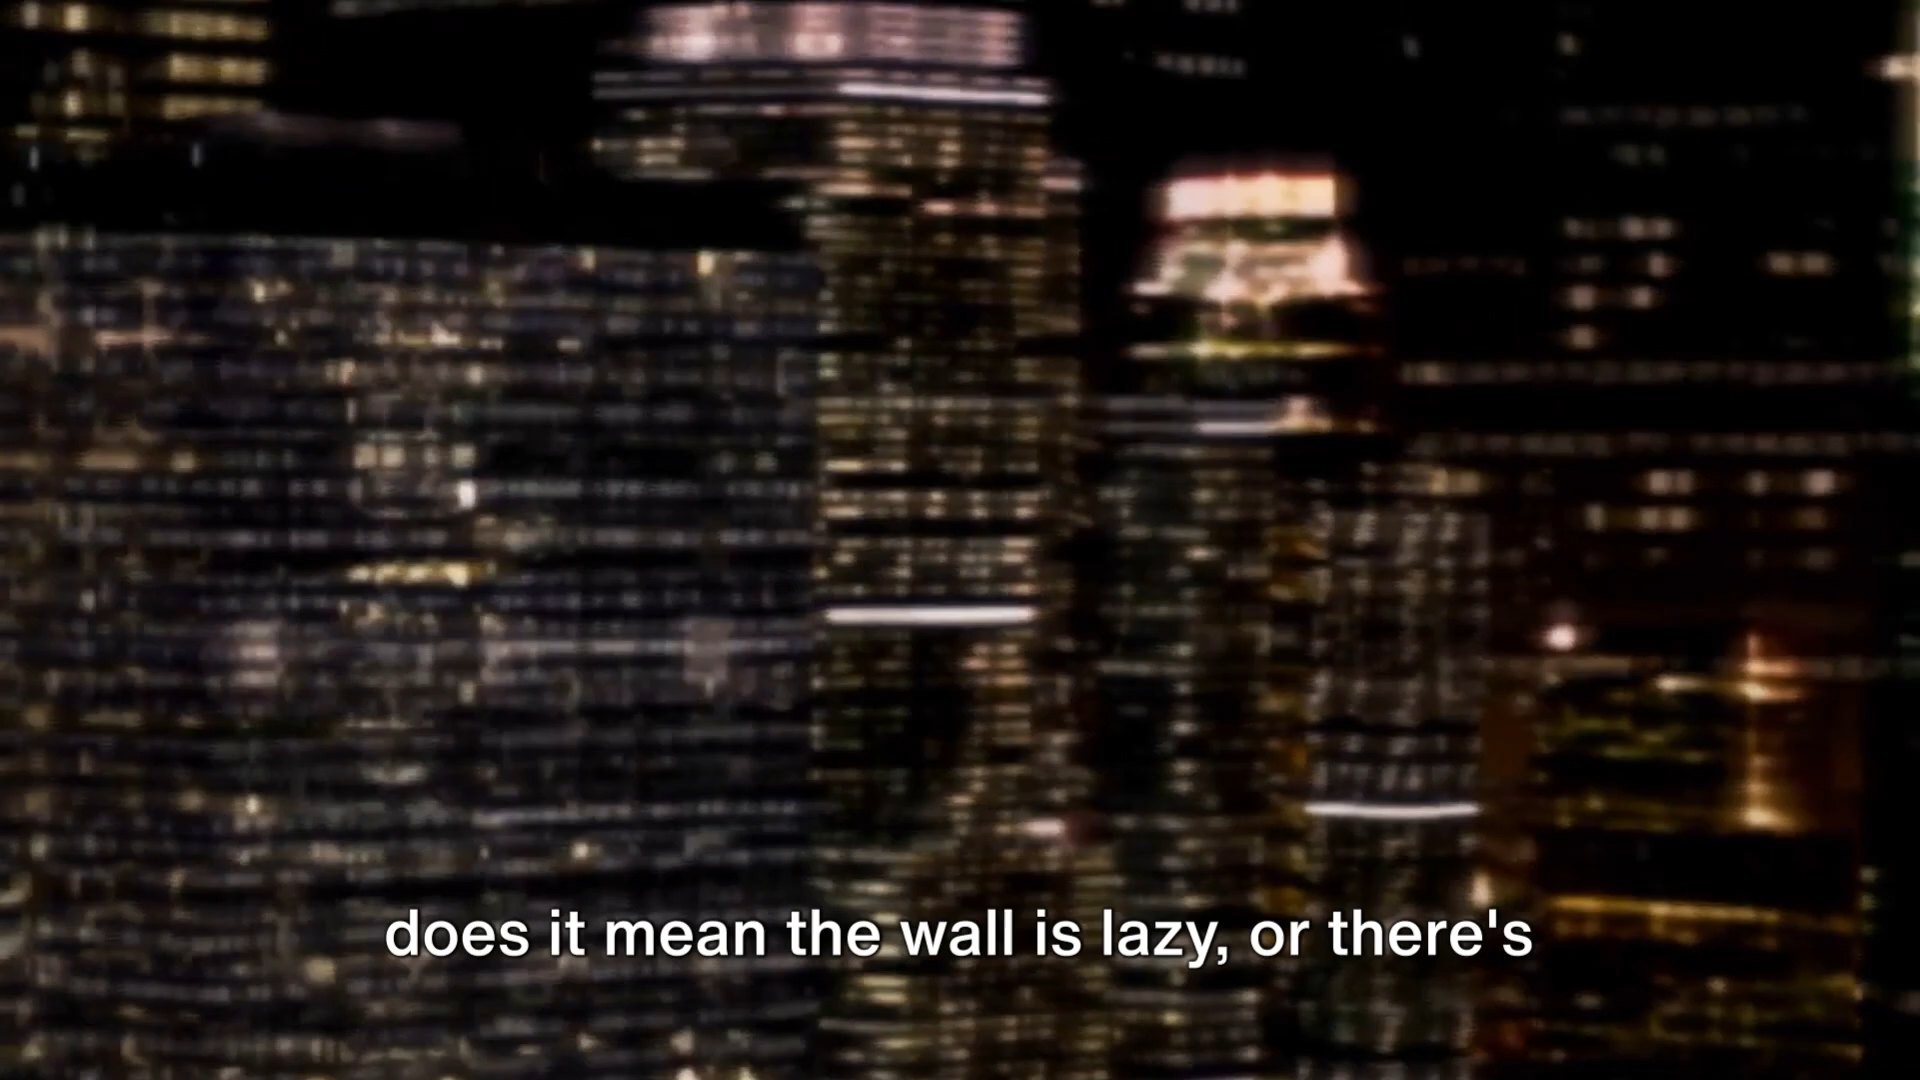 does it mean the wall is lazy, or there's